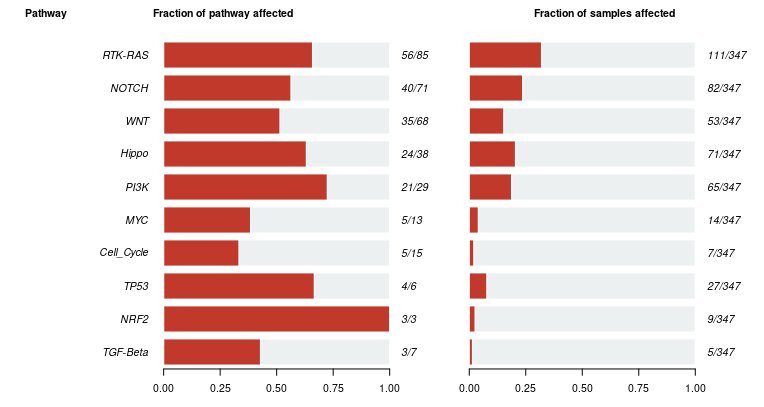 Pathway Fraction of pathway affected Fraction of samples affected
RTK-RAS 56/85 111/347
NOTCH 40/71 82/347
WNT 35/68 53/347
Hippo 24/38 71/347
PI3K 21/29 65/347
MYC 5/13 14/347
Cell_Cycle 5/15 7/347
TP53 4/6 27/347
NRF2 3/3 9/347
TGF-Beta 3/7 5/347
0.00 0.25 0.50 0.75 1.00 0.00 0.25 0.50 0.75 1.00